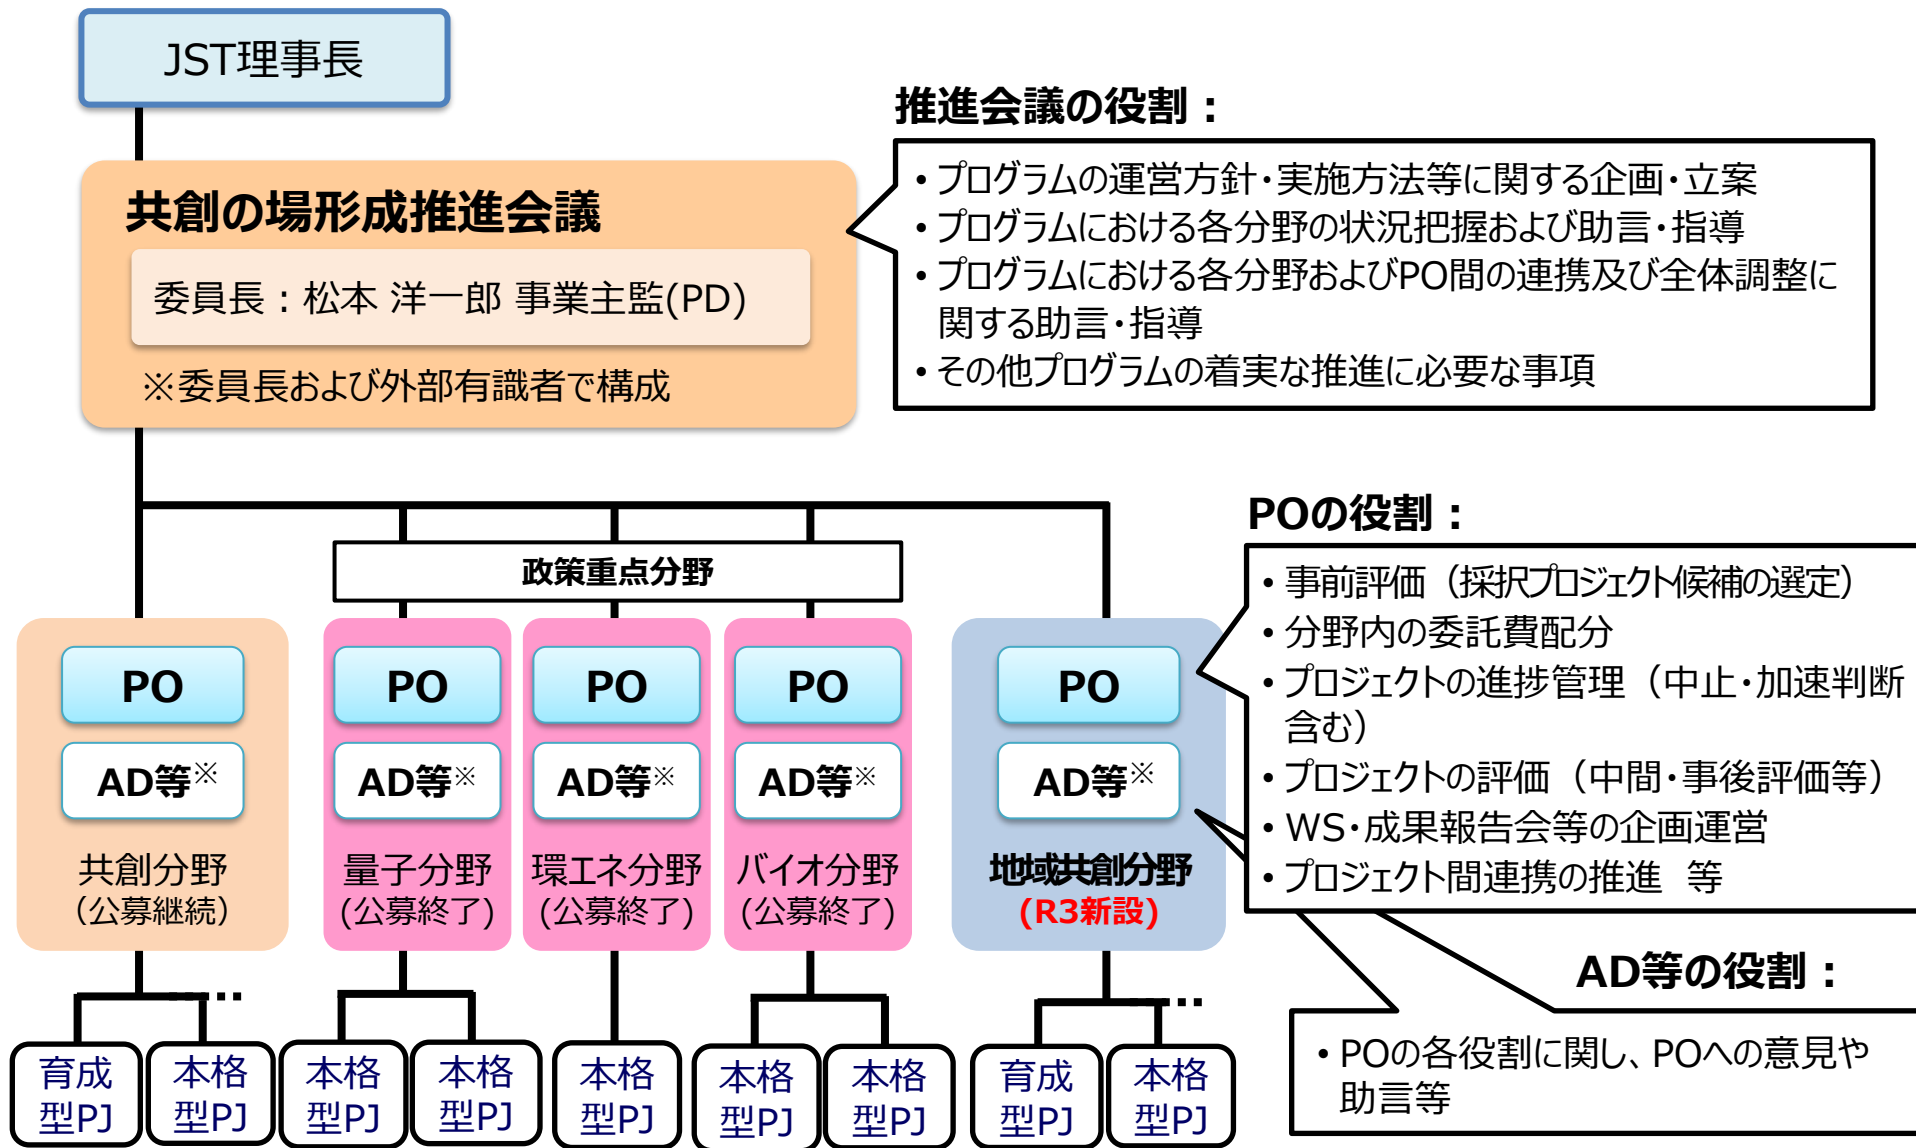 JST理事長
共創の場形成推進会議
委員長：松本 洋一郎 事業主監(PD)
※委員長および外部有識者で構成
推進会議の役割：
・プログラムの運営方針・実施方法等に関する企画・立案
・プログラムにおける各分野の状況把握および助言・指導
・プログラムにおける各分野およびPO間の連携及び全体調整に
関する助言・指導
・その他プログラムの着実な推進に必要な事項
政策重点分野
PO
AD等※
共創分野
（公募継続）
PO
AD等※
量子分野
(公募終了)
PO
AD等※
環エネ分野
(公募終了)
PO
AD等※
バイオ分野
(公募終了)
PO
AD等※
地域共創分野
(R3新設)
POの役割：
・事前評価（採択プロジェクト候補の選定）
・分野内の委託費配分
・プロジェクトの進捗管理（中止・加速判断
含む）
・プロジェクトの評価（中間・事後評価等）
・WS・成果報告会等の企画運営
・プロジェクト間連携の推進 等
AD等の役割：
・POの各役割に関し、POへの意見や
助言等
育成
型PJ
本格
型PJ
本格
型PJ
本格
型PJ
本格
型PJ
本格
型PJ
本格
型PJ
育成
型PJ
本格
型PJ